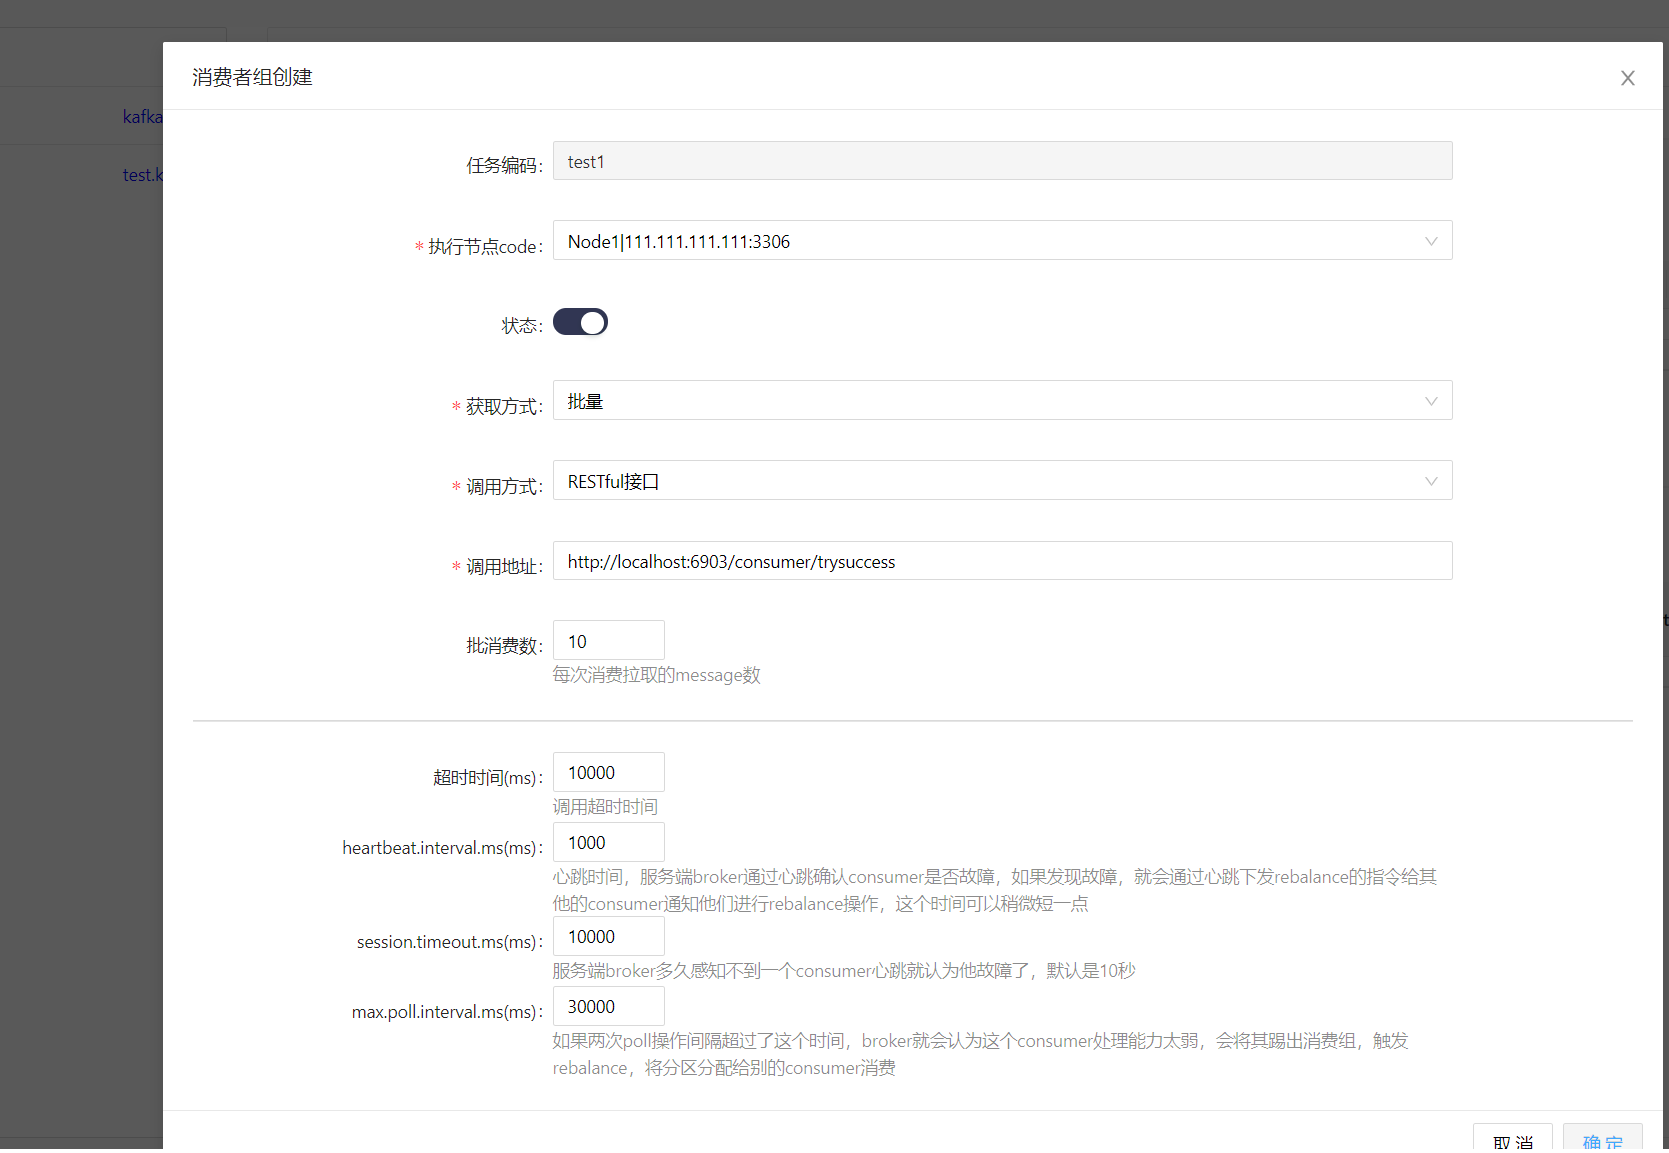 消费者组创建
kafka
test.k
任务编码:
test1
* 执行节点code:
Node1|111.111.111.111:3306
状态:
* 获取方式:
批量
* 调用方式:
RESTful接口
* 调用地址:
http://localhost:6903/consumer/trysuccess
批消费数:
10
每次消费拉取的message数
超时时间(ms):
10000
调用超时时间
heartbeat.interval.ms(ms):
1000
心跳时间，服务端broker通过心跳确认consumer是否故障，如果发现故障，就会通过心跳下发rebalance的指令给其
他的consumer通知他们进行rebalance操作，这个时间可以稍微短一点
session.timeout.ms(ms):
10000
服务端broker多久感知不到一个consumer心跳就认为他故障了，默认是10秒
max.poll.interval.ms(ms):
30000
如果两次poll操作间隔超过了这个时间，broker就会认为这个consumer处理能力太弱，会将其踢出消费组，触发
rebalance，将分区分配给别的consumer消费
取 消
确 定